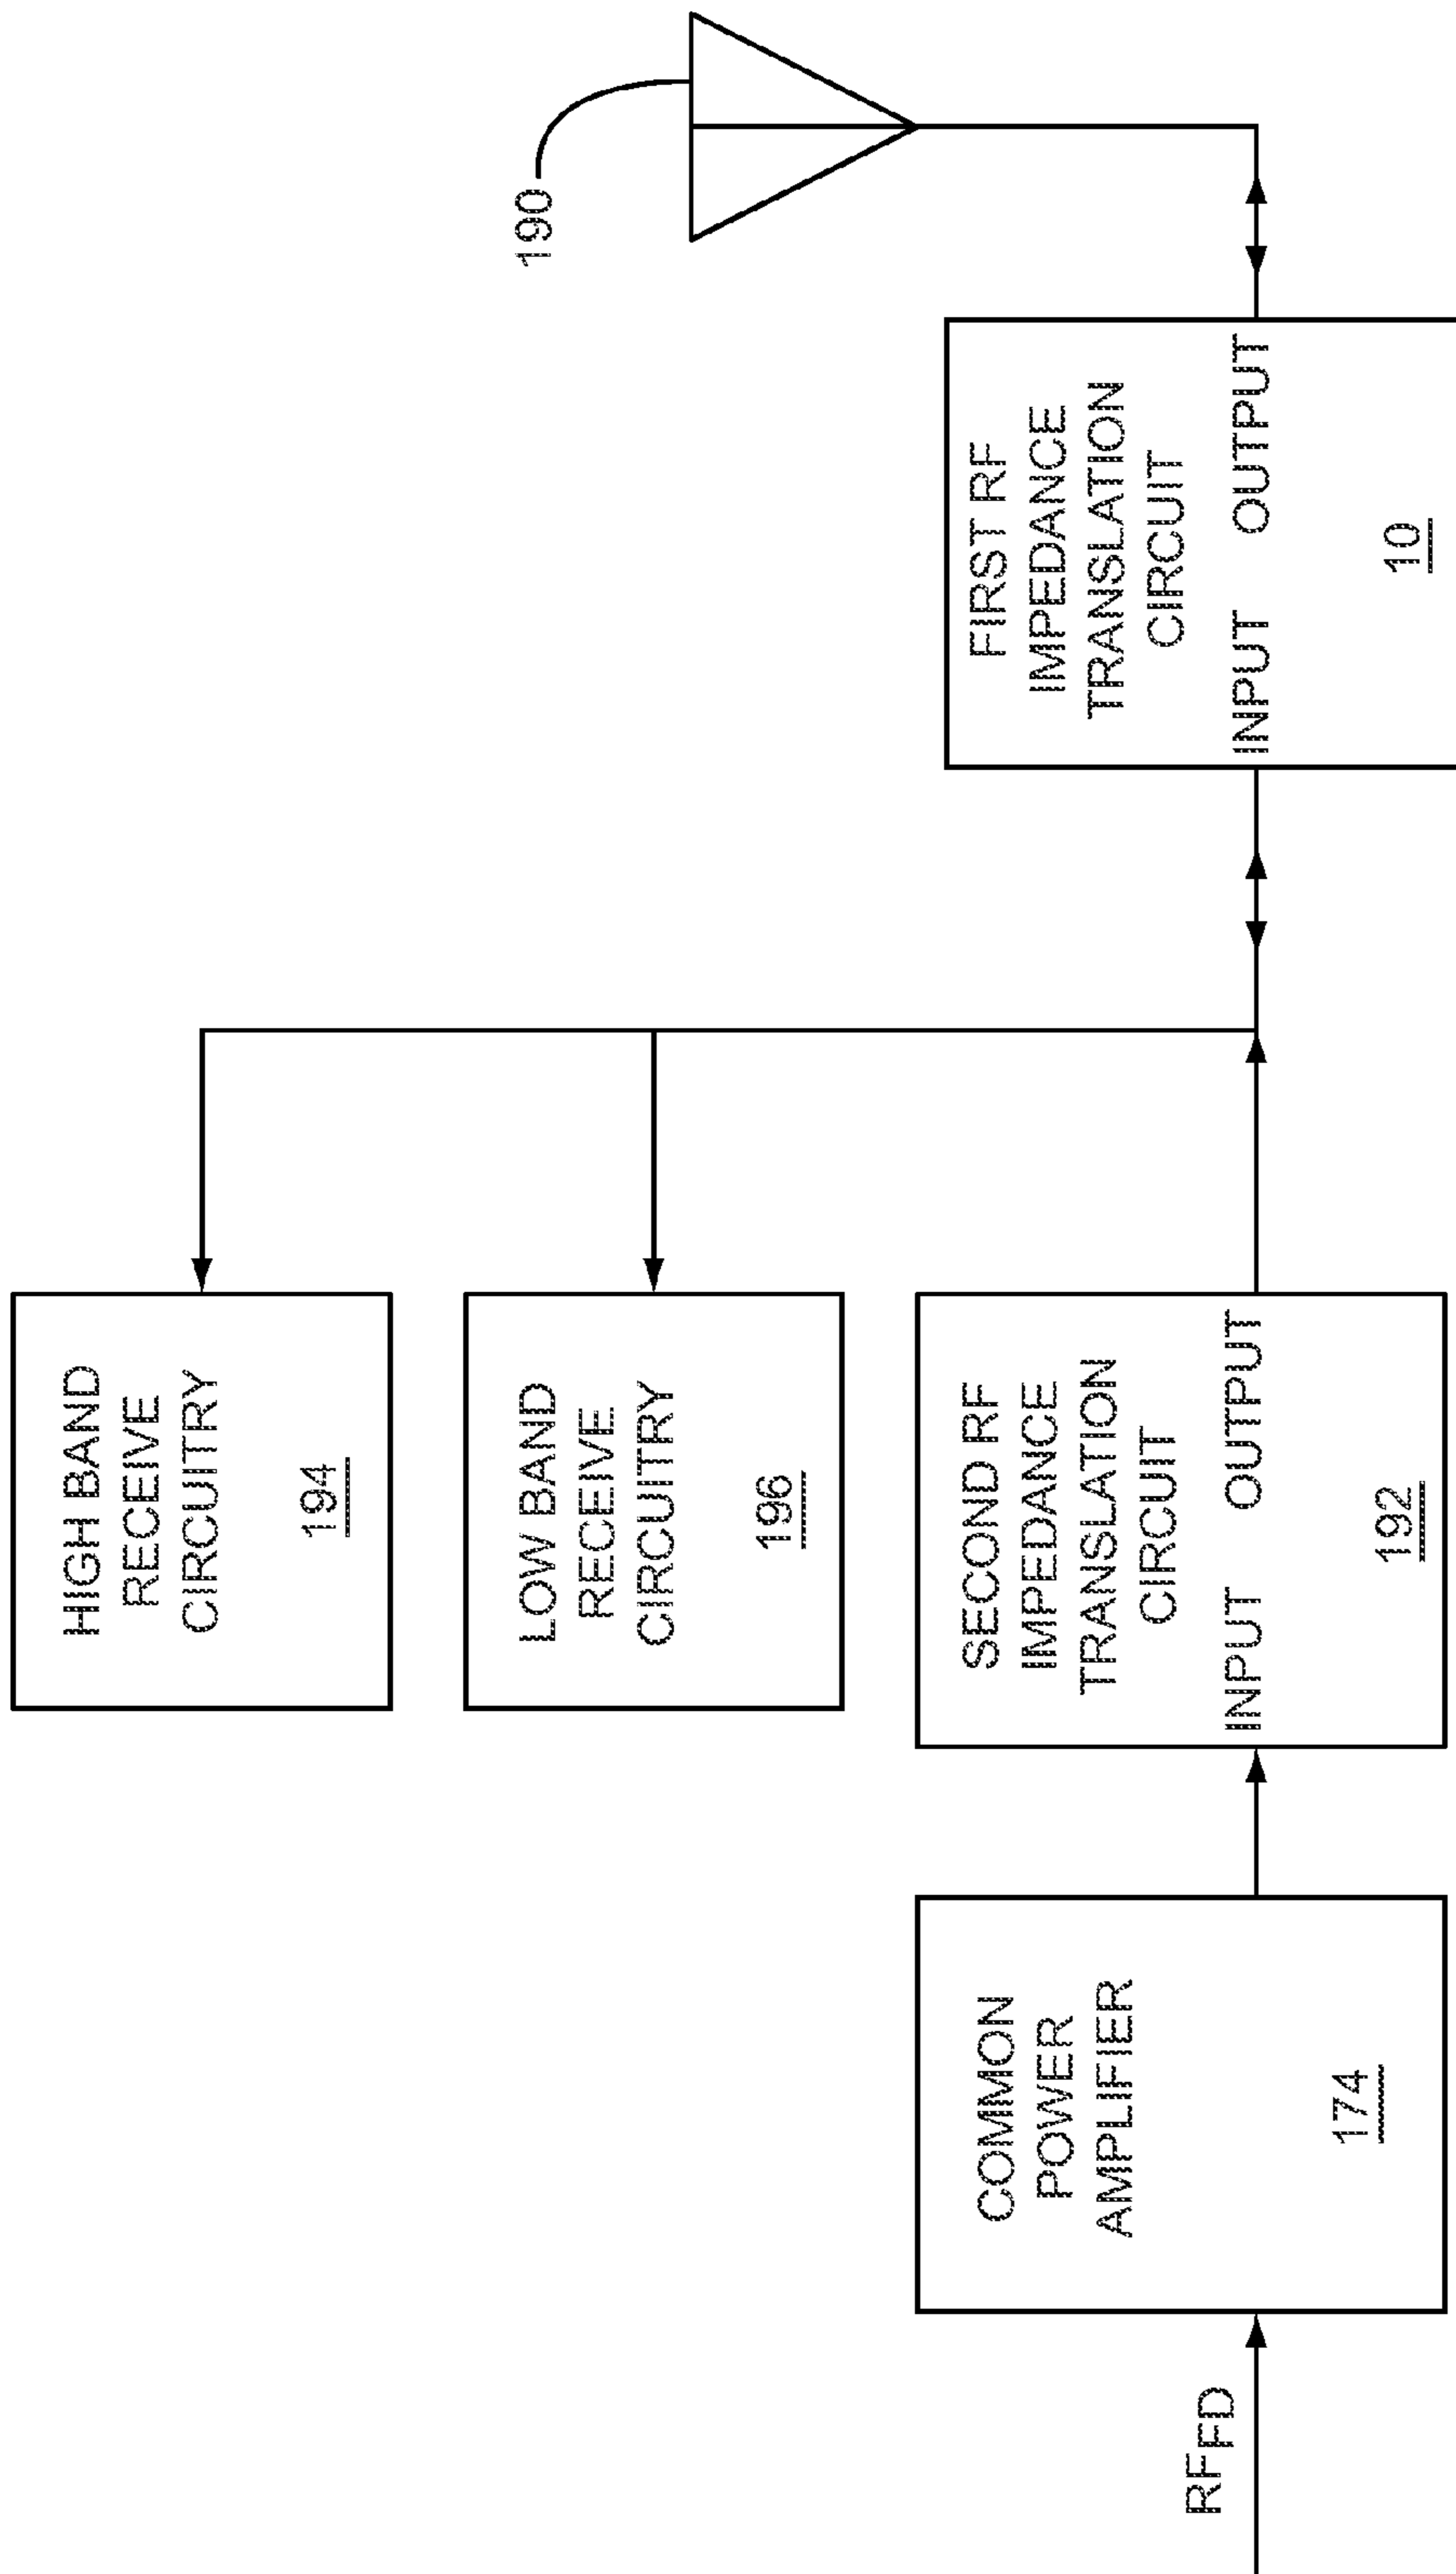 HIGH BAND
RECEIVE
CIRCUITRY
194
LOW BAND
RECEIVE
CIRCUITRY
196
190
RFFD
COMMON
POWER
AMPLIFIER
174
SECOND RF
IMPEDANCE
TRANSLATION
CIRCUIT
INPUT OUTPUT
192
FIRST RF
IMPEDANCE
TRANSLATION
CIRCUIT
INPUT OUTPUT
10